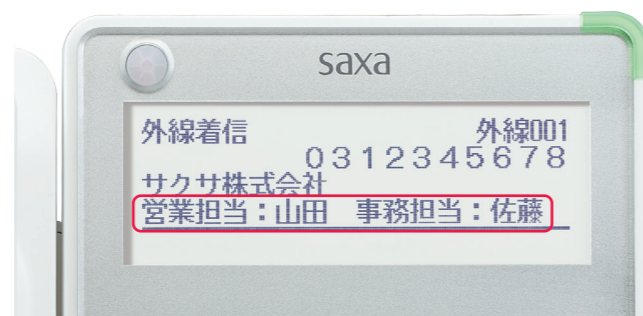 saxa
外線着信 外線001
0312345678
サクサ株式会社
営業担当：山田 事務担当：佐藤